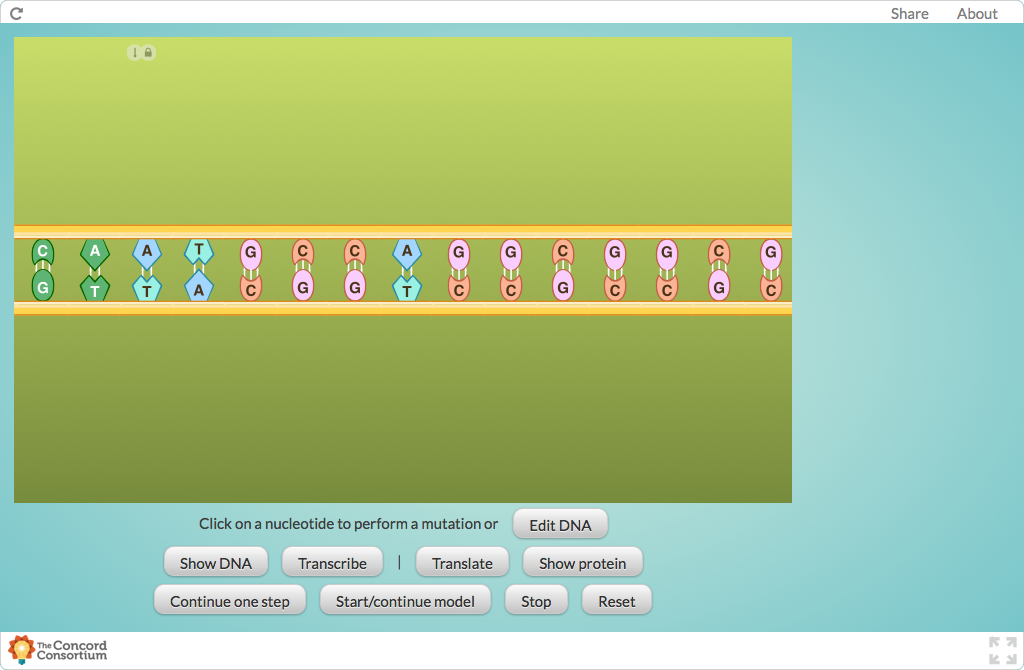 Share About
C A A T G C C A G G C G G C G
G T T A C G G T C C G C C G C
Click on a nucleotide to perform a mutation or Edit DNA
Show DNA Transcribe | Translate Show protein
Continue one step Start/continue model Stop Reset
The Concord
Consortium